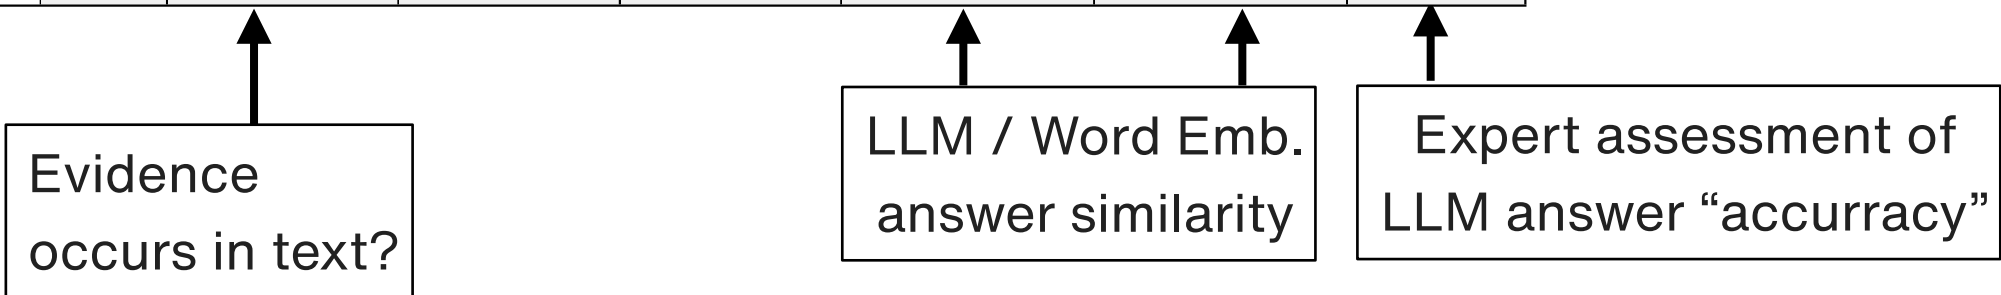 Evidence
occurs in text?
LLM / Word Emb.
answer similarity
Expert assessment of
LLM answer “accurracy”